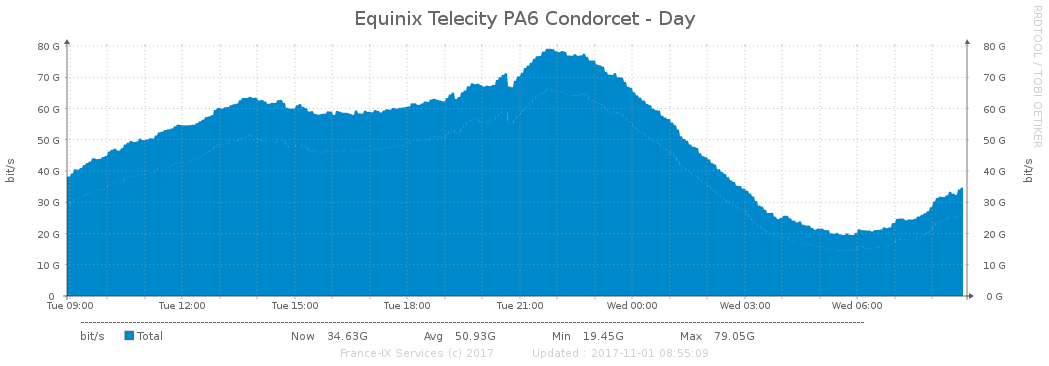 Equinix Telecity PA6 Condorcet - Day
RRDTOOL / TOBI OETIKER
bit/s
80 G
70 G
60 G
50 G
40 G
30 G
20 G
10 G
0
80 G
70 G
60 G
50 G
40 G
30 G
20 G
10 G
0 G
bit/s
Tue 09:00 Tue 12:00 Tue 15:00 Tue 18:00 Tue 21:00 Wed 00:00 Wed 03:00 Wed 06:00
bit/s Total Now 34.63G Avg 50.93G Min 19.45G Max 79.05G
France-IX Services (c) 2017 Updated : 2017-11-01 08:55:09